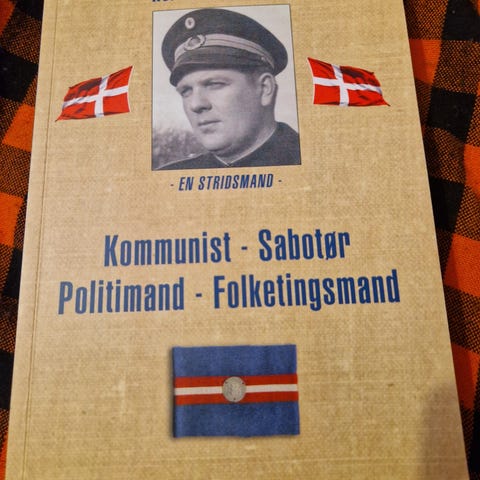 - EN STRIDSMAND -
Kommunist - Sabotør
Politimand - Folketingsmand